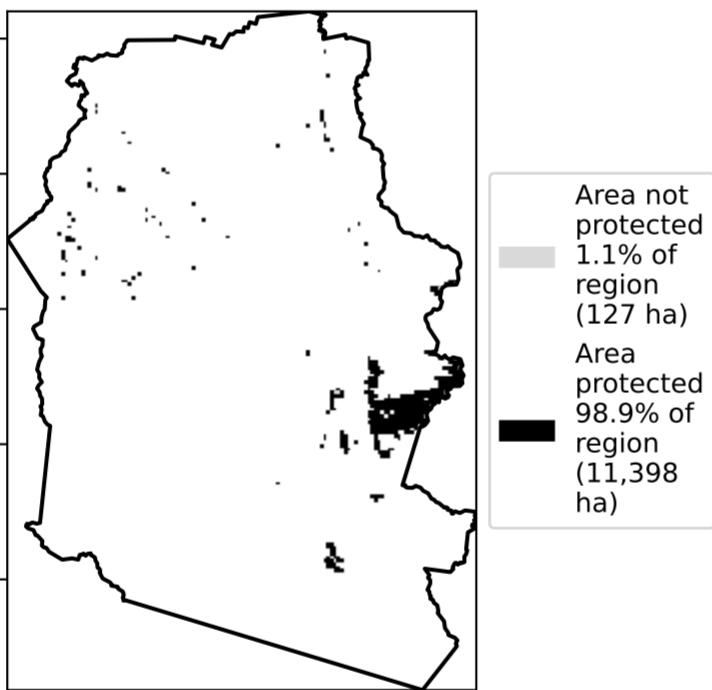 Area not
protected
1.1% of
region
(127 ha)
Area
protected
98.9% of
region
(11,398
ha)